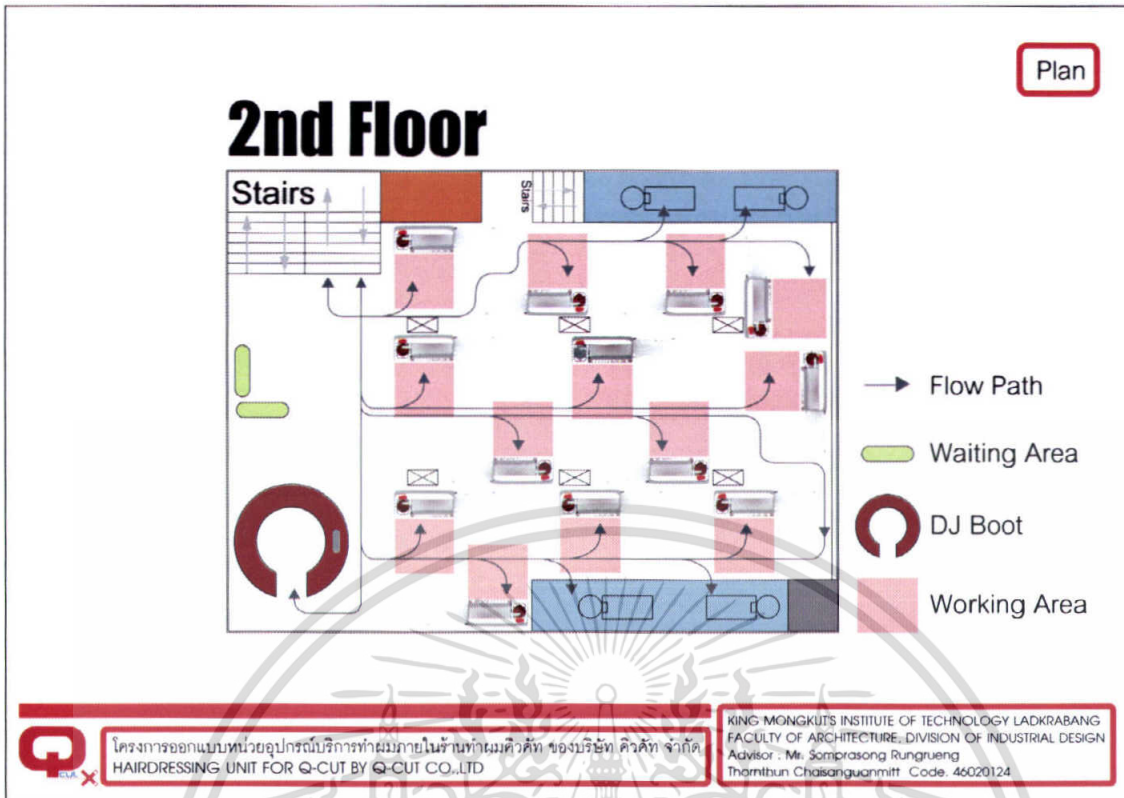 Plan
2nd Floor
Stairs
Stairs
Flow Path
Waiting Area
DJ Boot
Working Area
Q
CUT
โครงการออกแบบหน่วยอุปกรณ์บริการทำผมภายในร้านทำผมคิวคัท ของบริษัท คิวคัท จำกัด
HAIRDRESSING UNIT FOR Q-CUT BY Q-CUT CO.,LTD
KING MONGKUT'S INSTITUTE OF TECHNOLOGY LADKRABANG
FACULTY OF ARCHITECTURE, DIVISION OF INDUSTRIAL DESIGN
Advisor : Mr. Somprasong Rungrueng
Thornthun Chaisanguanmitt Code. 46020124